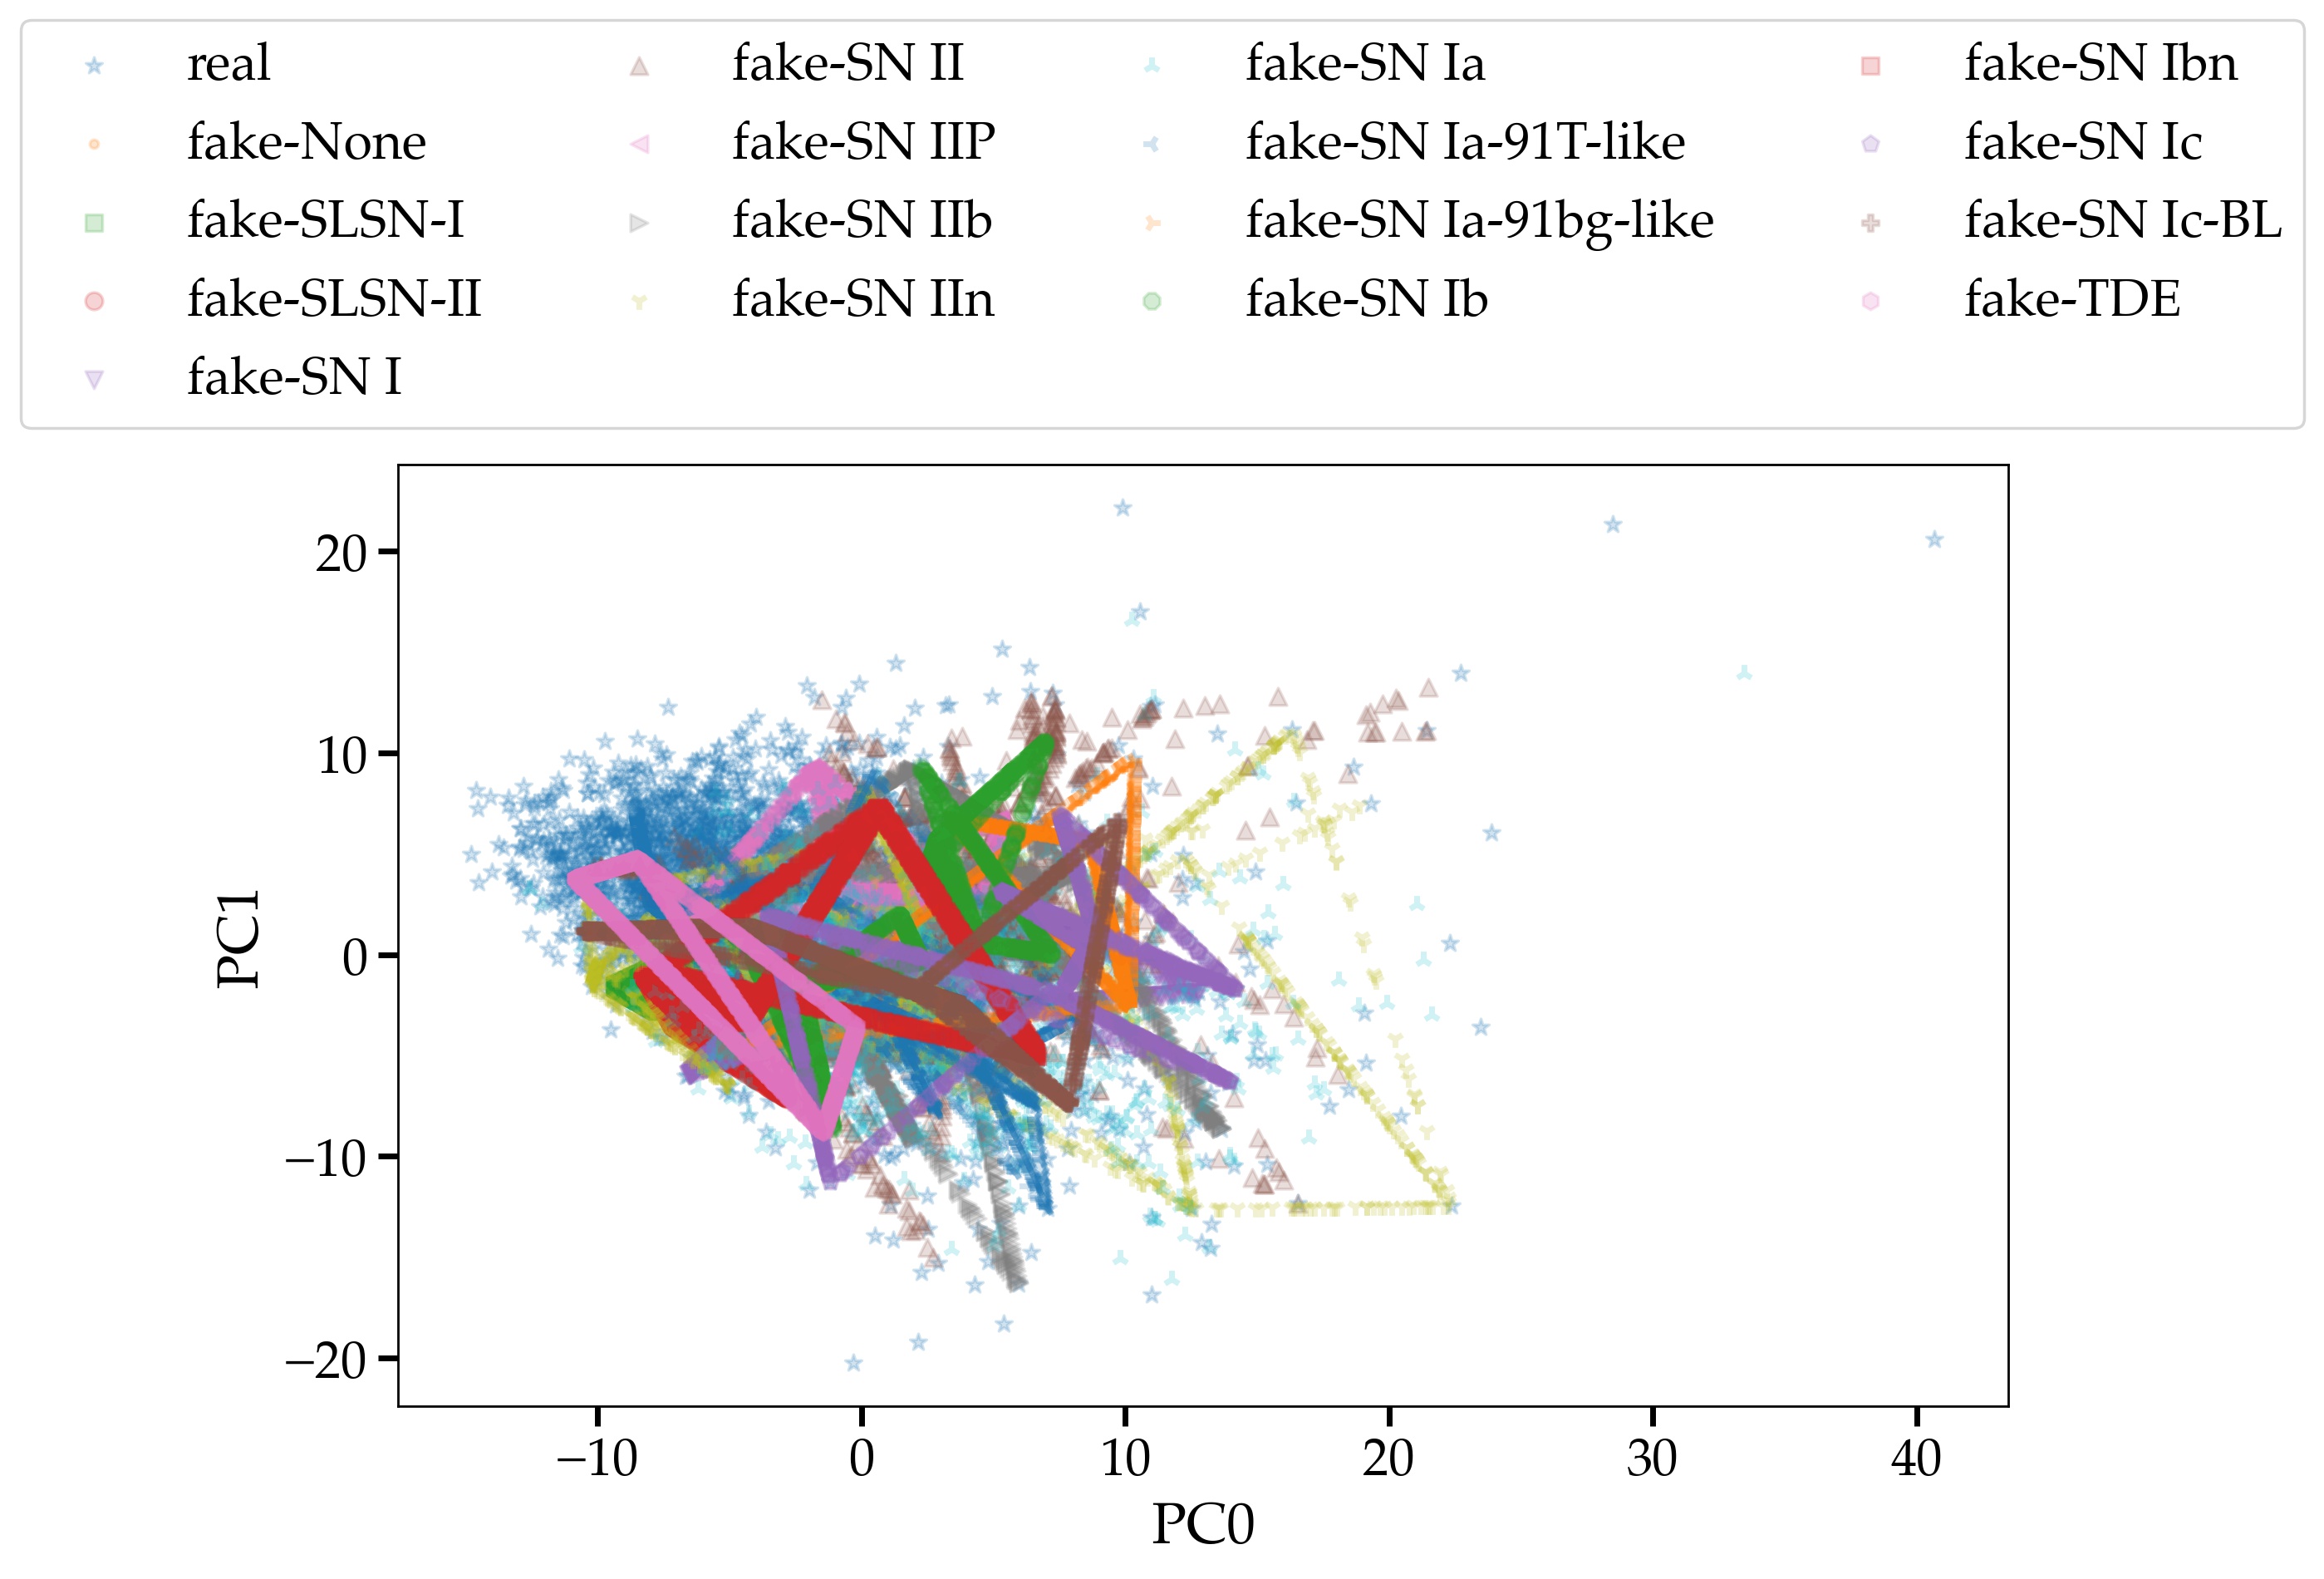 real
fake-None
fake-SLSN-I
fake-SLSN-II
fake-SN I
fake-SN II
fake-SN IIP
fake-SN IIb
fake-SN IIn
fake-SN Ia
fake-SN Ia-91T-like
fake-SN Ia-91bg-like
fake-SN Ib
fake-SN Ibn
fake-SN Ic
fake-SN Ic-BL
fake-TDE
PC1
20
10
0
−10
−20
−10 0 10 20 30 40
PC0